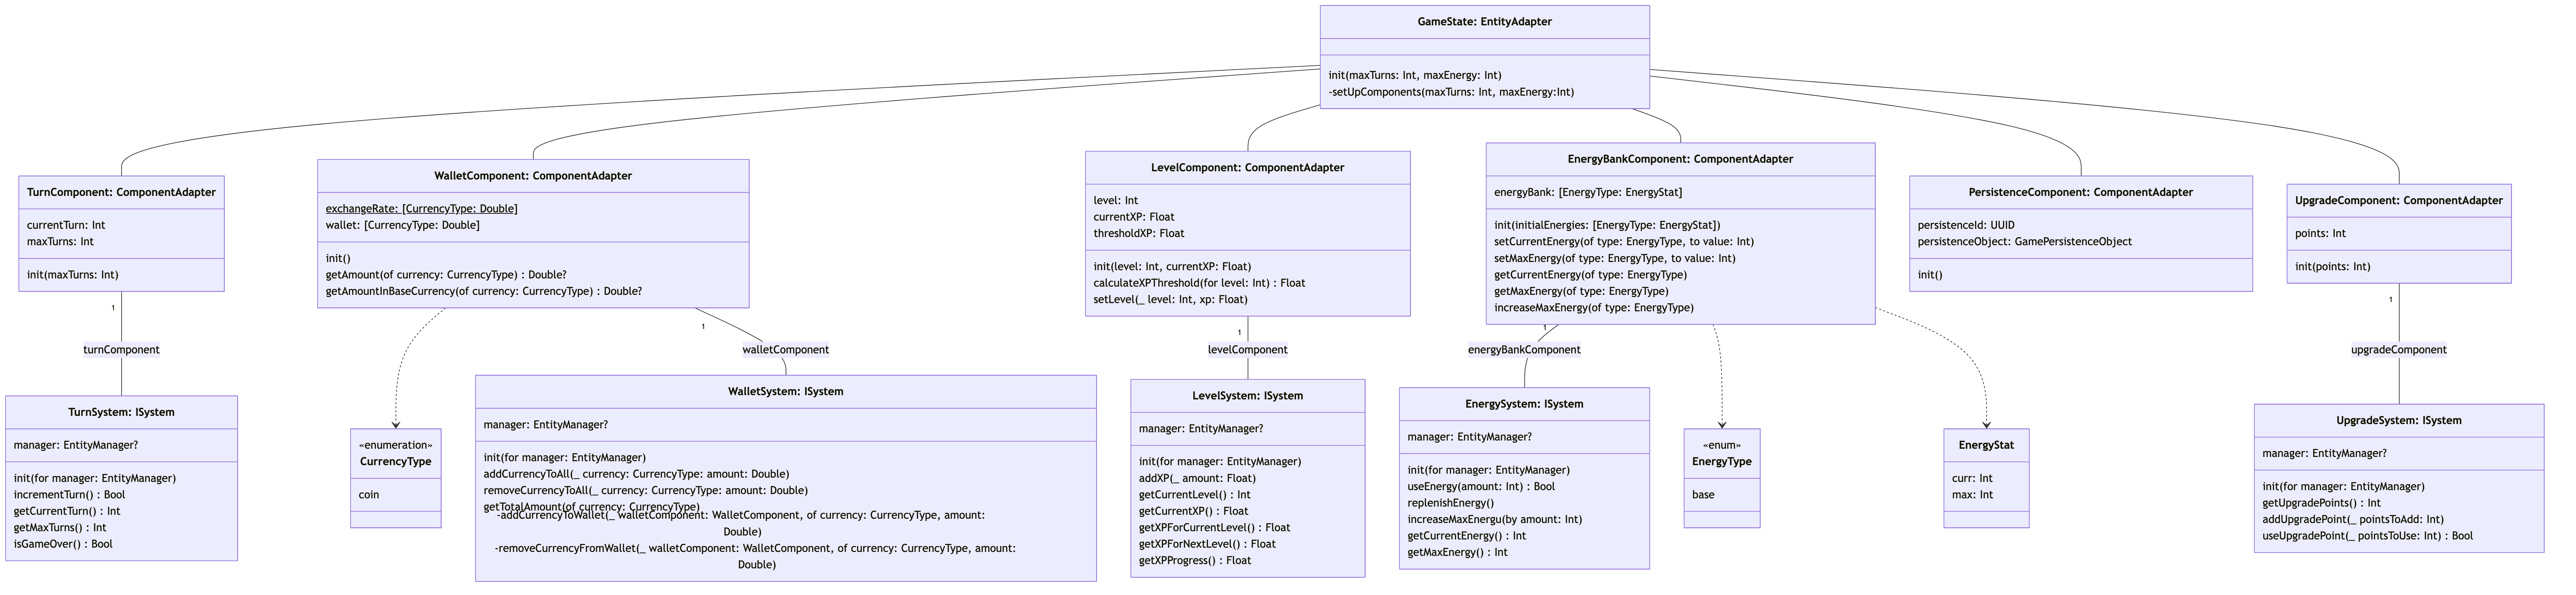 GameState: EntityAdapter
init(maxTurns: Int, maxEnergy: Int)
-setUpComponents(maxTurns: Int, maxEnergy:Int)
TurnComponent: ComponentAdapter
currentTurn: Int
maxTurns: Int
init(maxTurns: Int)
WalletComponent: ComponentAdapter
exchangeRate: [CurrencyType: Double]
wallet: [CurrencyType: Double]
init()
getAmount(of currency: CurrencyType) : Double?
getAmountInBaseCurrency(of currency: CurrencyType) : Double?
LevelComponent: ComponentAdapter
level: Int
currentXP: Float
thresholdXP: Float
init(level: Int, currentXP: Float)
calculateXPThreshold(for level: Int) : Float
setLevel(_ level: Int, xp: Float)
EnergyBankComponent: ComponentAdapter
energyBank: [EnergyType: EnergyStat]
init(initialEnergies: [EnergyType: EnergyStat])
setCurrentEnergy(of type: EnergyType, to value: Int)
setMaxEnergy(of type: EnergyType, to value: Int)
getCurrentEnergy(of type: EnergyType)
getMaxEnergy(of type: EnergyType)
increaseMaxEnergy(of type: EnergyType)
PersistenceComponent: ComponentAdapter
persistenceId: UUID
persistenceObject: GamePersistenceObject
init()
UpgradeComponent: ComponentAdapter
points: Int
init(points: Int)
1
turnComponent
1
walletComponent
1
levelComponent
1
energyBankComponent
1
upgradeComponent
TurnSystem: ISystem
manager: EntityManager?
init(for manager: EntityManager)
incrementTurn() : Bool
getCurrentTurn() : Int
getMaxTurns() : Int
isGameOver() : Bool
«enumeration»
CurrencyType
coin
WalletSystem: ISystem
manager: EntityManager?
init(for manager: EntityManager)
addCurrencyToAll(_ currency: CurrencyType: amount: Double)
removeCurrencyToAll(_ currency: CurrencyType: amount: Double)
getTotalAmount(of currency: CurrencyType)
-addCurrencyToWallet(_ walletComponent: WalletComponent, of currency: CurrencyType, amount:
Double)
-removeCurrencyFromWallet(_ walletComponent: WalletComponent, of currency: CurrencyType, amount:
Double)
LevelSystem: ISystem
manager: EntityManager?
init(for manager: EntityManager)
addXP(_ amount: Float)
getCurrentLevel() : Int
getCurrentXP() : Float
getXPForCurrentLevel() : Float
getXPForNextLevel() : Float
getXPProgress() : Float
EnergySystem: ISystem
manager: EntityManager?
init(for manager: EntityManager)
useEnergy(amount: Int) : Bool
replenishEnergy()
increaseMaxEnergu(by amount: Int)
getCurrentEnergy() : Int
getMaxEnergy() : Int
«enum»
EnergyType
base
EnergyStat
curr: Int
max: Int
UpgradeSystem: ISystem
manager: EntityManager?
init(for manager: EntityManager)
getUpgradePoints() : Int
addUpgradePoint(_ pointsToAdd: Int)
useUpgradePoint(_ pointsToUse: Int) : Bool